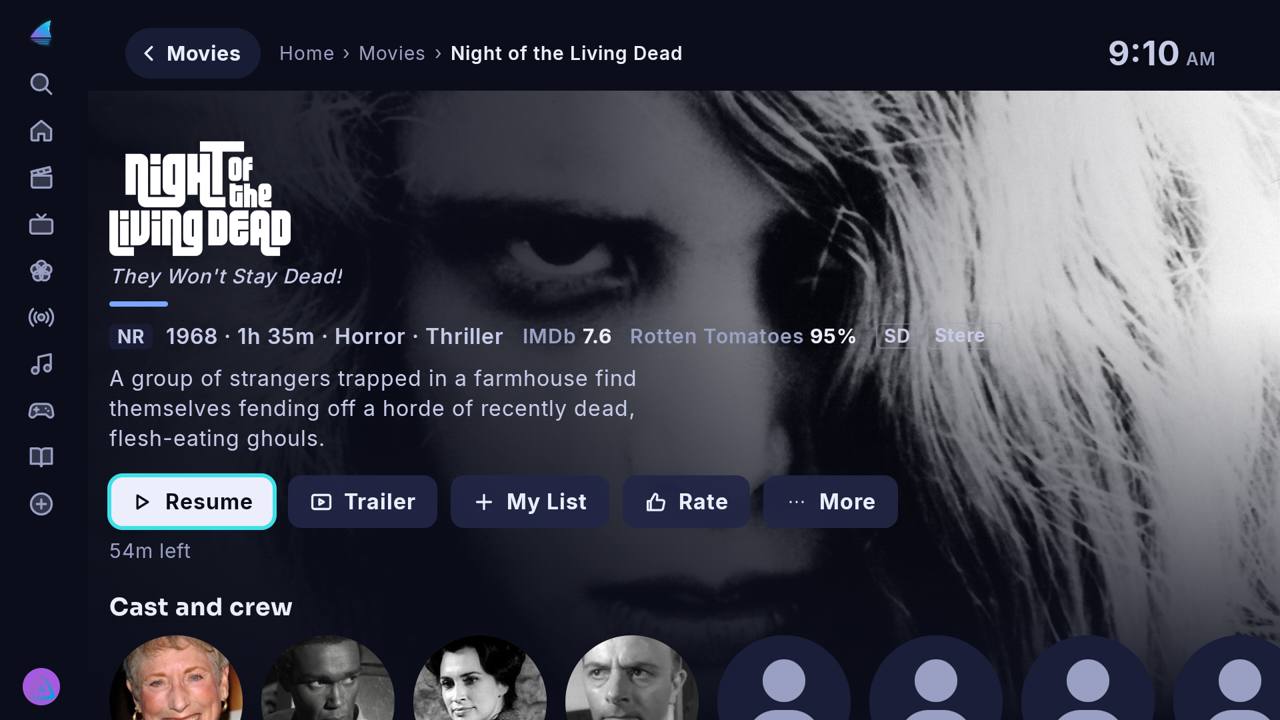 Movies
Home › Movies › Night of the Living Dead
9:10 AM
NIGHT OF
the
LIVING DEAD
They Won't Stay Dead!
NR 1968 · 1h 35m · Horror · Thriller IMDb 7.6 Rotten Tomatoes 95% SD Stere
A group of strangers trapped in a farmhouse find
themselves fending off a horde of recently dead,
flesh-eating ghouls.
Resume
Trailer
My List
Rate
··· More
54m left
Cast and crew